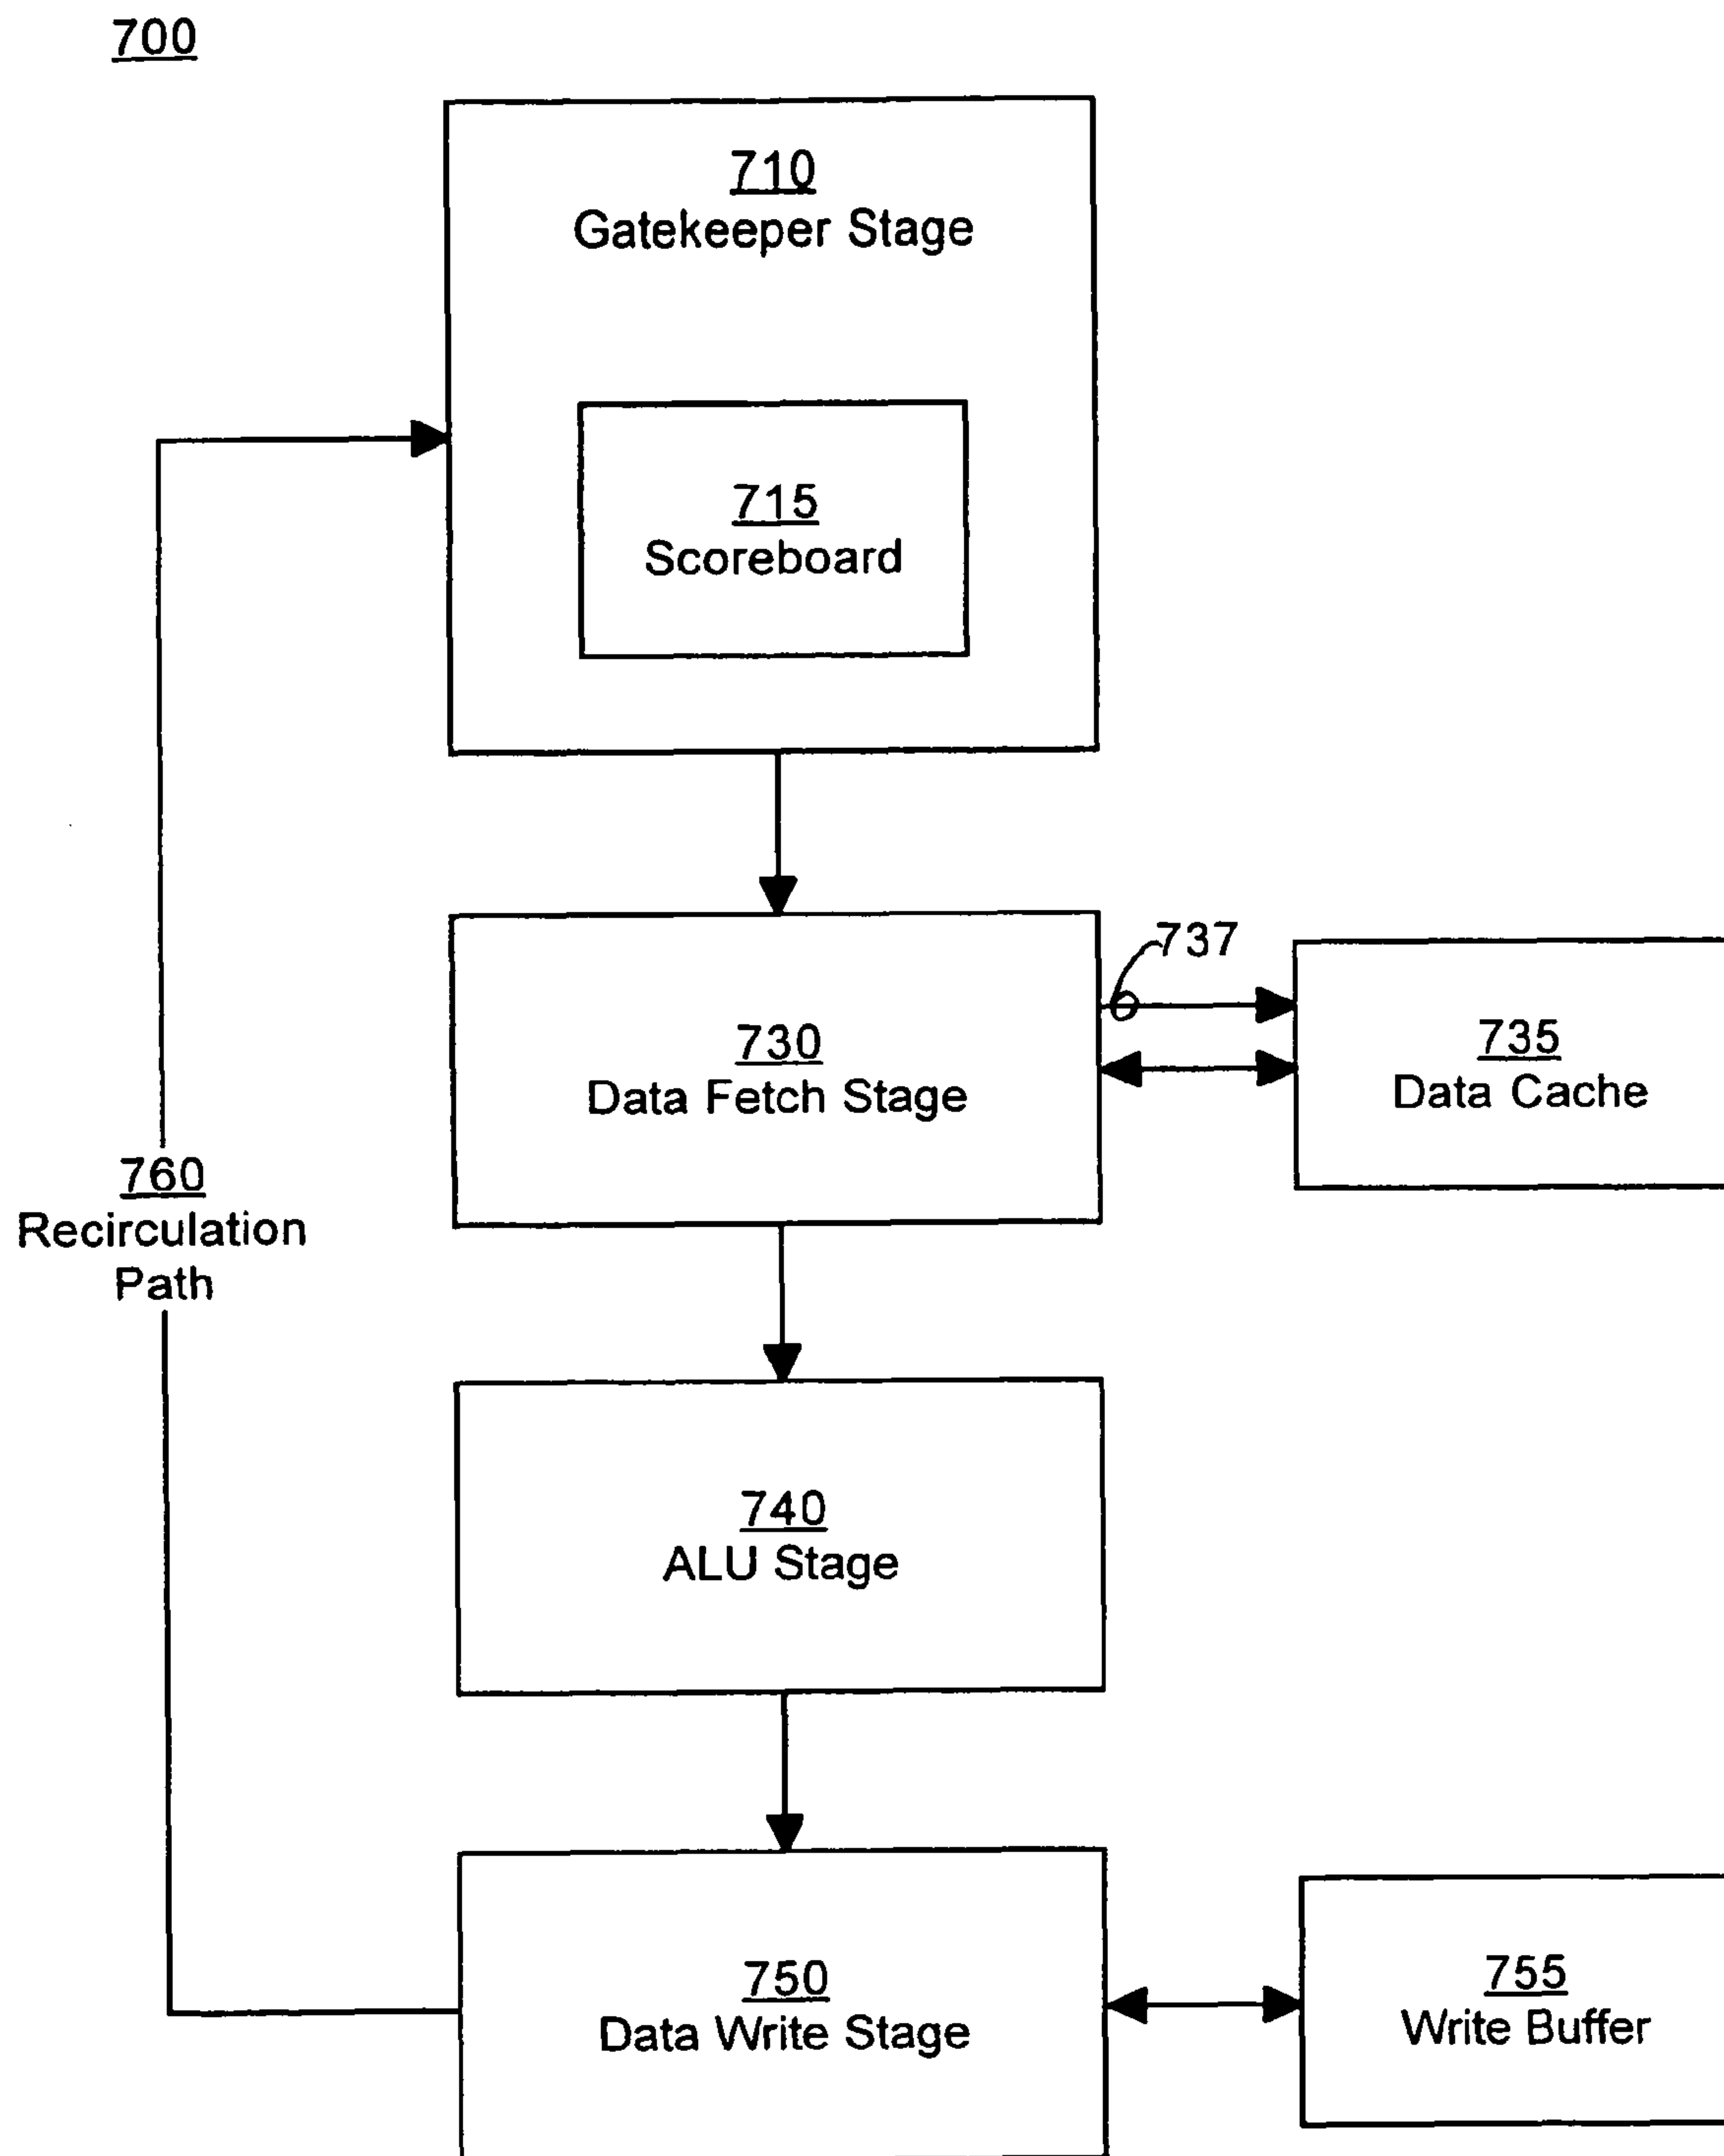 700
710
Gatekeeper Stage
715
Scoreboard
737
730
Data Fetch Stage
735
Data Cache
760
Recirculation
Path
740
ALU Stage
750
Data Write Stage
755
Write Buffer